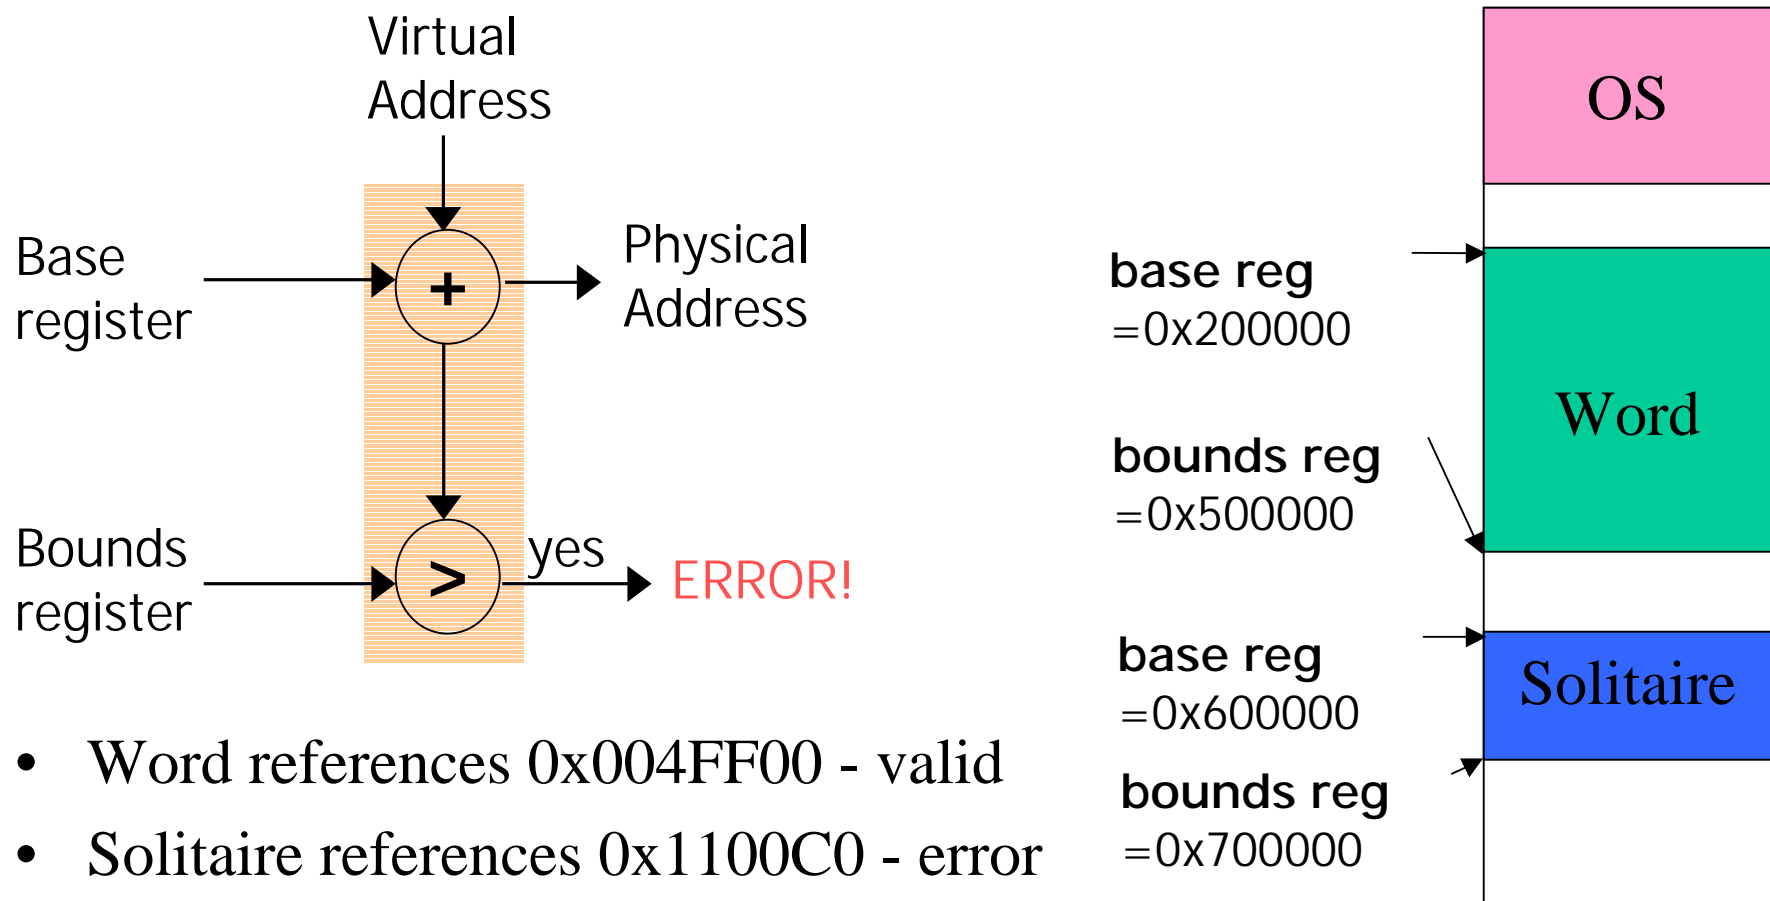 Virtual
Address
Base
register
+
Physical
Address
Bounds
register
>
yes
ERROR!
• Word references 0x004FF00 - valid
• Solitaire references 0x1100C0 - error
OS
base reg
=0x200000
Word
bounds reg
=0x500000
base reg
=0x600000
Solitaire
bounds reg
=0x700000